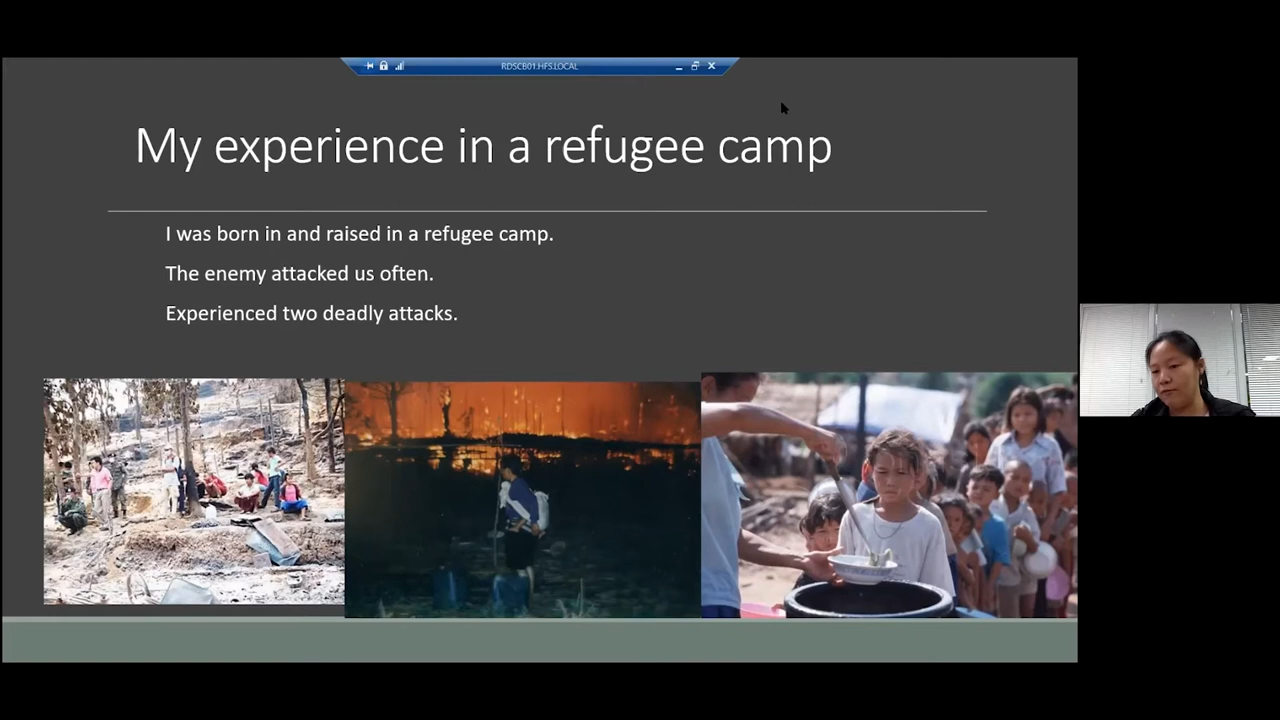 RDSCB01.HFS.LOCAL
My experience in a refugee camp
I was born in and raised in a refugee camp.
The enemy attacked us often.
Experienced two deadly attacks.